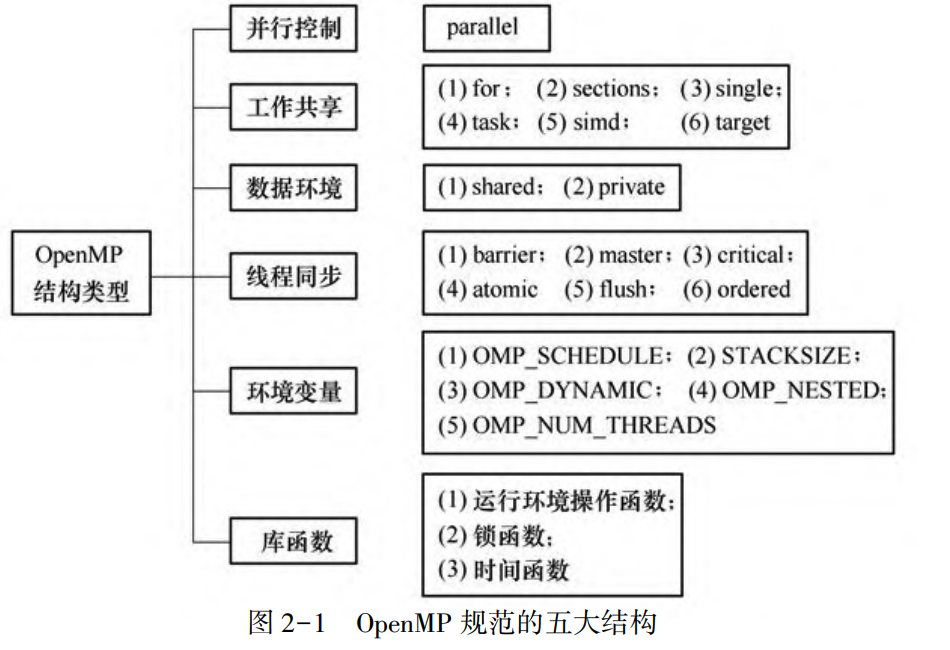 并行控制
parallel
工作共享
(1) for； (2) sections； (3) single；
(4) task： (5) simd； (6) target
数据环境
(1) shared； (2) private
OpenMP
结构类型
线程同步
(1) barrier； (2) master； (3) critical；
(4) atomic (5) flush； (6) ordered
环境变量
(1) OMP_SCHEDULE； (2) STACKSIZE；
(3) OMP_DYNAMIC； (4) OMP_NESTED；
(5) OMP_NUM_THREADS
库函数
(1) 运行环境操作函数；
(2) 锁函数；
(3) 时间函数
图 2-1 OpenMP 规范的五大结构